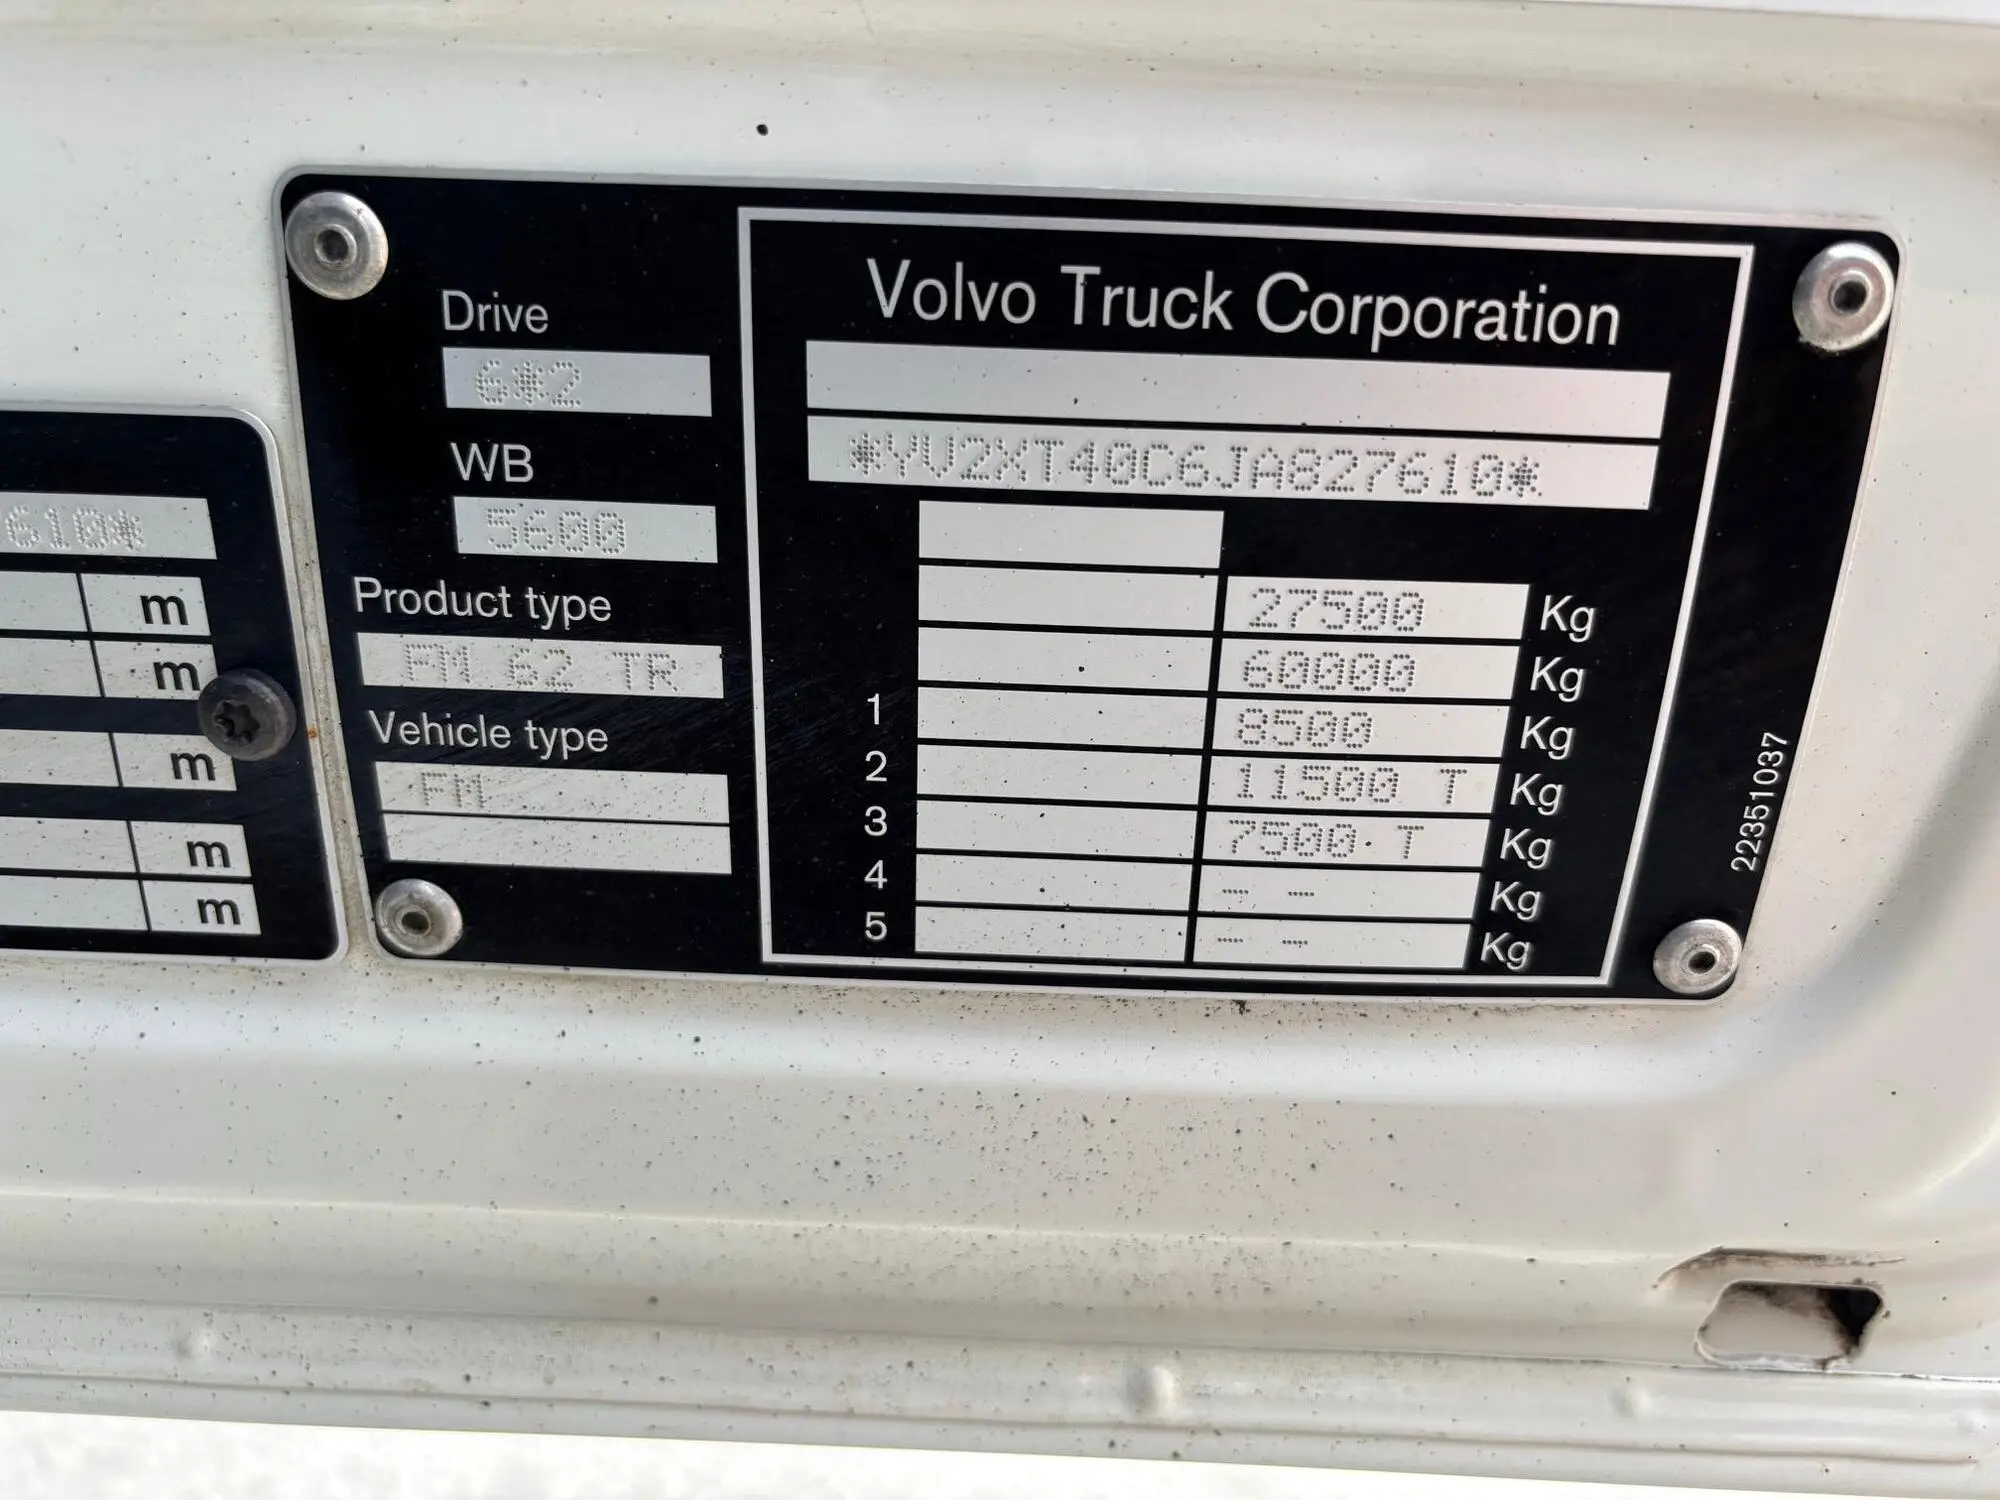 610*
m
m
m
m
m
Drive
6*2
WB
5600
Product type
FM 62 TR
Vehicle type
FM
Volvo Truck Corporation
*YV2XT40C6JA827610*
27500 Kg
60000 Kg
1 8500 Kg
2 11500 T Kg
3 7500 T Kg
4 - - Kg
5 - - Kg
22351037